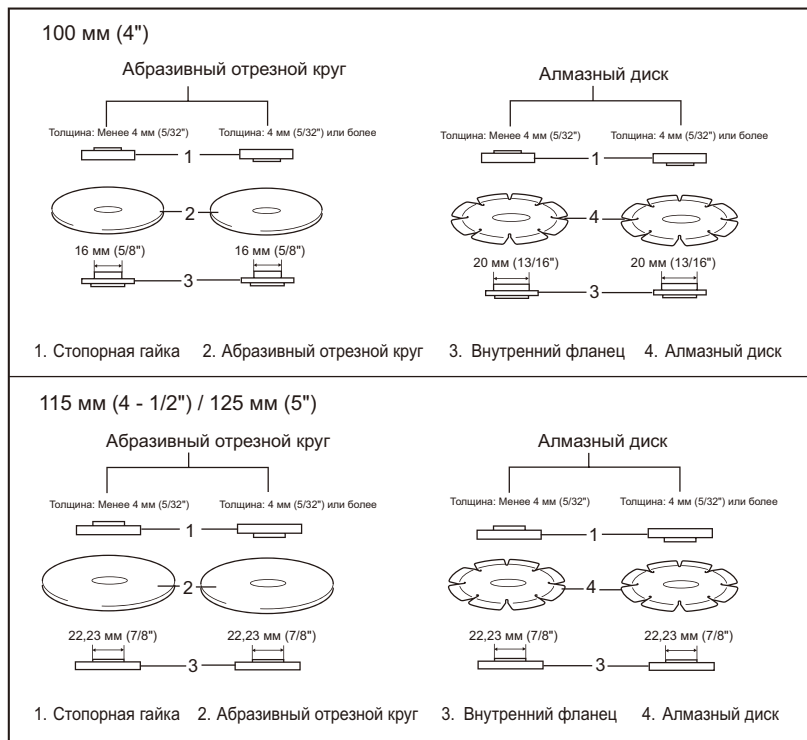 100 мм (4")
Абразивный отрезной круг
Алмазный диск
Толщина: Менее 4 мм (5/32") Толщина: 4 мм (5/32") или более
Толщина: Менее 4 мм (5/32") Толщина: 4 мм (5/32") или более
1
1
2
4
16 мм (5/8") 16 мм (5/8")
20 мм (13/16") 20 мм (13/16")
3
3
1. Стопорная гайка 2. Абразивный отрезной круг 3. Внутренний фланец 4. Алмазный диск
115 мм (4 - 1/2") / 125 мм (5")
Абразивный отрезной круг
Алмазный диск
Толщина: Менее 4 мм (5/32") Толщина: 4 мм (5/32") или более
Толщина: Менее 4 мм (5/32") Толщина: 4 мм (5/32") или более
1
1
2
4
22,23 мм (7/8") 22,23 мм (7/8")
22,23 мм (7/8") 22,23 мм (7/8")
3
3
1. Стопорная гайка 2. Абразивный отрезной круг 3. Внутренний фланец 4. Алмазный диск